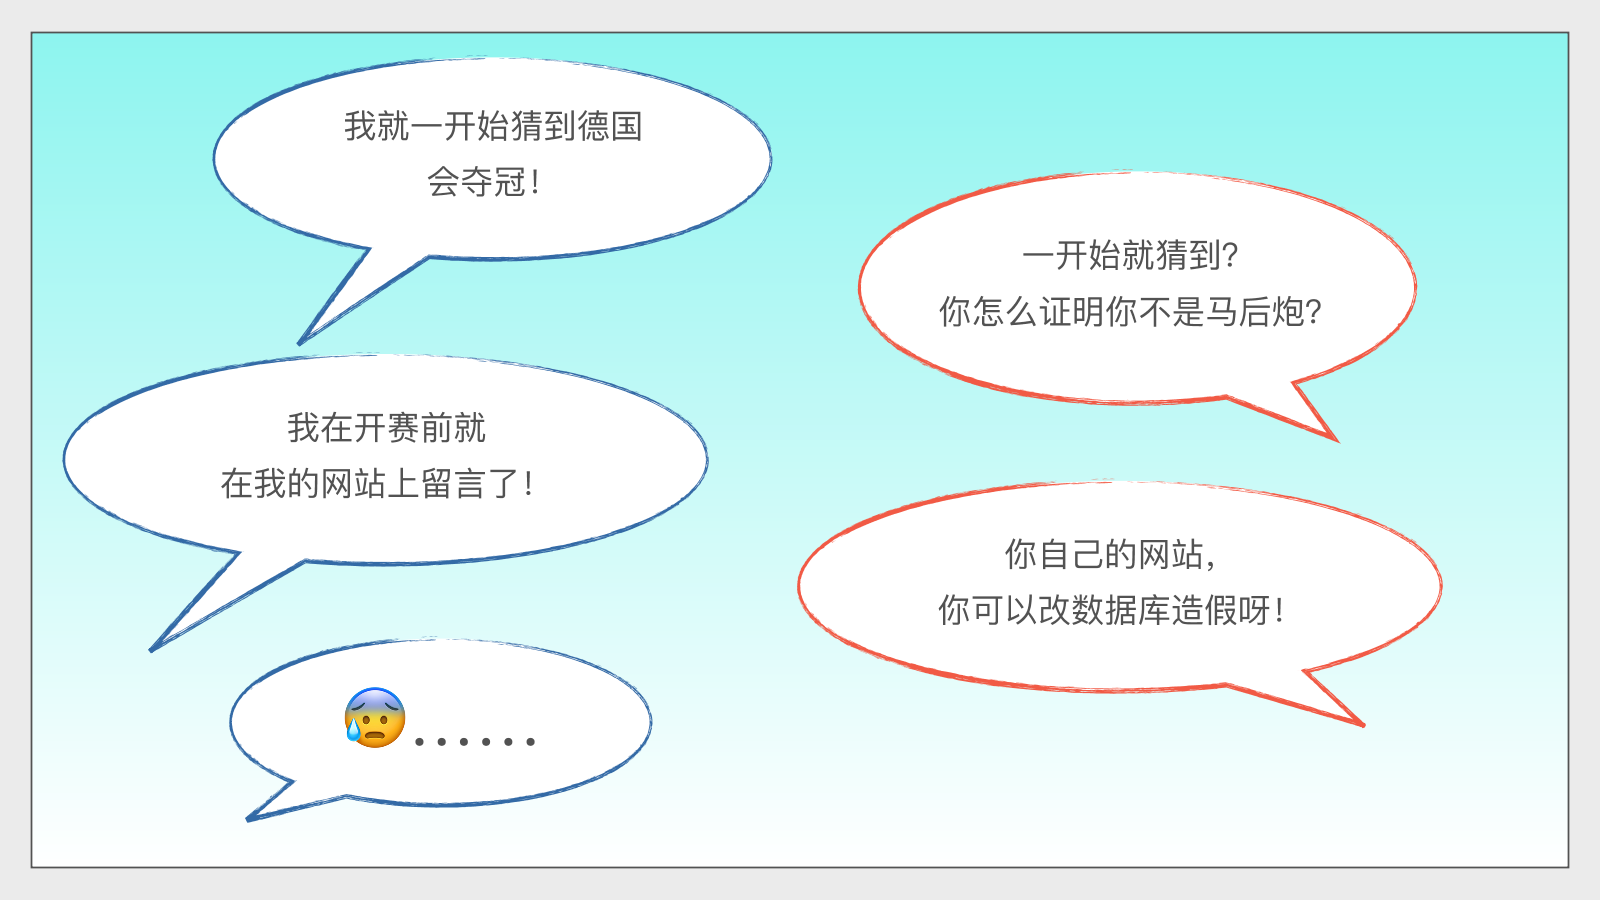 我就一开始猜到德国
会夺冠！
一开始就猜到？
你怎么证明你不是马后炮？
我在开赛前就
在我的网站上留言了！
你自己的网站，
你可以改数据库造假呀！
😰......